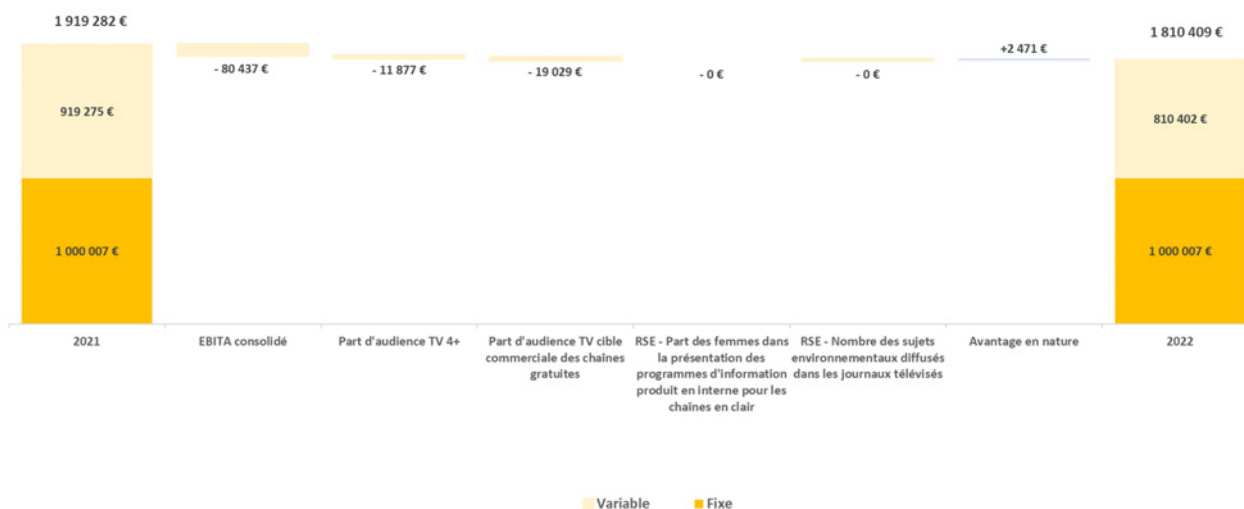 1 919 282 €
1 810 409 €
+2 471 €
- 80 437 €
- 11 877 €
- 19 029 €
- 0 €
- 0 €
919 275 €
810 402 €
1 000 007 €
1 000 007 €
2021
EBITA consolidé
Part d'audience TV 4+
Part d'audience TV cible
commerciale des chaînes
gratuites
RSE - Part des femmes dans
la présentation des
programmes d'information
produit en interne pour les
chaînes en clair
RSE - Nombre des sujets
environnementaux diffusés
dans les journaux télévisés
Avantage en nature
2022
Variable
Fixe